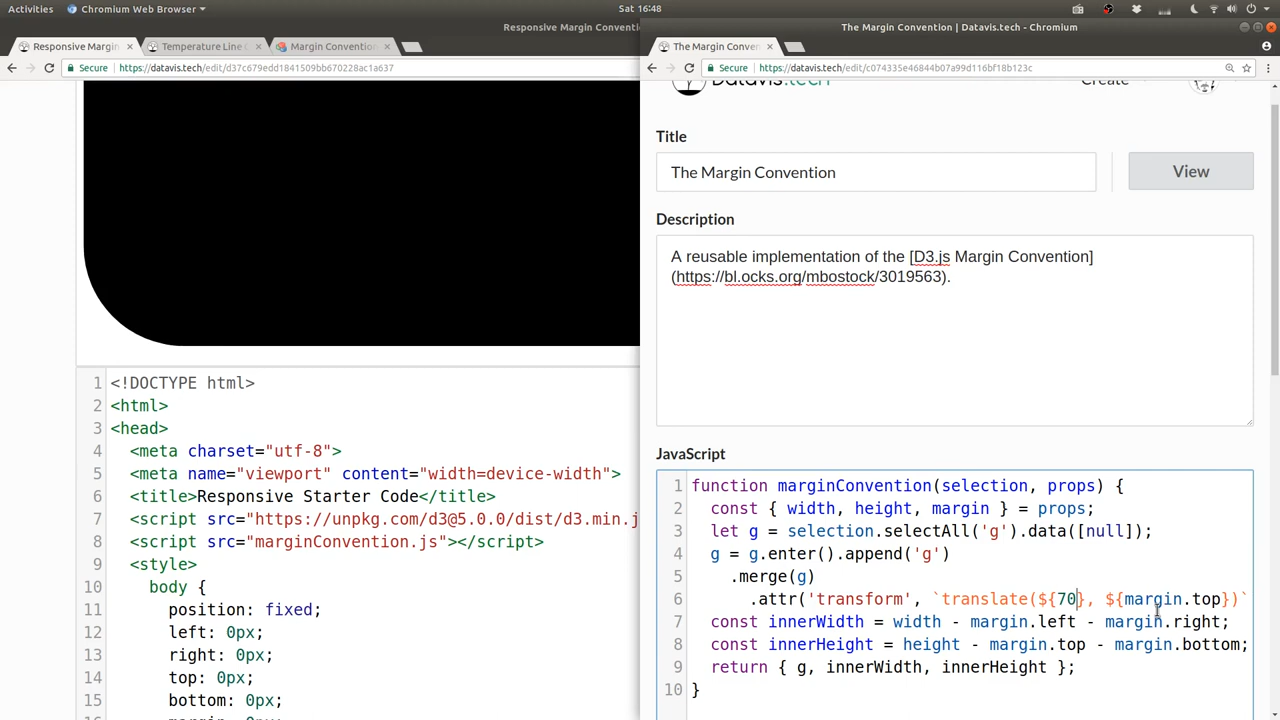 Activities Chromium Web Browser Sat 16:48
Responsive Margin Conventi
The Margin Convention | Datavis.tech - Chromium
Responsive Margin × Temperature Line × Margin Convention ×
The Margin Conven ×
Secure https://datavis.tech/edit/d37c679edd1841509bb670228ac1a637
Secure https://datavis.tech/edit/c074335e46844b07a99d116bf18b123c
Datavis.tech Create
Title
The Margin Convention
View
Description
A reusable implementation of the [D3.js Margin Convention]
(https://bl.ocks.org/mbostock/3019563).
JavaScript
1 function marginConvention(selection, props) {
2 const { width, height, margin } = props;
3 let g = selection.selectAll('g').data([null]);
4 g = g.enter().append('g')
5 .merge(g)
6 .attr('transform', `translate(${70}, ${margin.top})`
7 const innerWidth = width - margin.left - margin.right;
8 const innerHeight = height - margin.top - margin.bottom;
9 return { g, innerWidth, innerHeight };
10 }
1 <!DOCTYPE html>
2 <html>
3 <head>
4 <meta charset="utf-8">
5 <meta name="viewport" content="width=device-width">
6 <title>Responsive Starter Code</title>
7 <script src="https://unpkg.com/d3@5.0.0/dist/d3.min.j
8 <script src="marginConvention.js"></script>
9 <style>
10 body {
11 position: fixed;
12 left: 0px;
13 right: 0px;
14 top: 0px;
15 bottom: 0px;